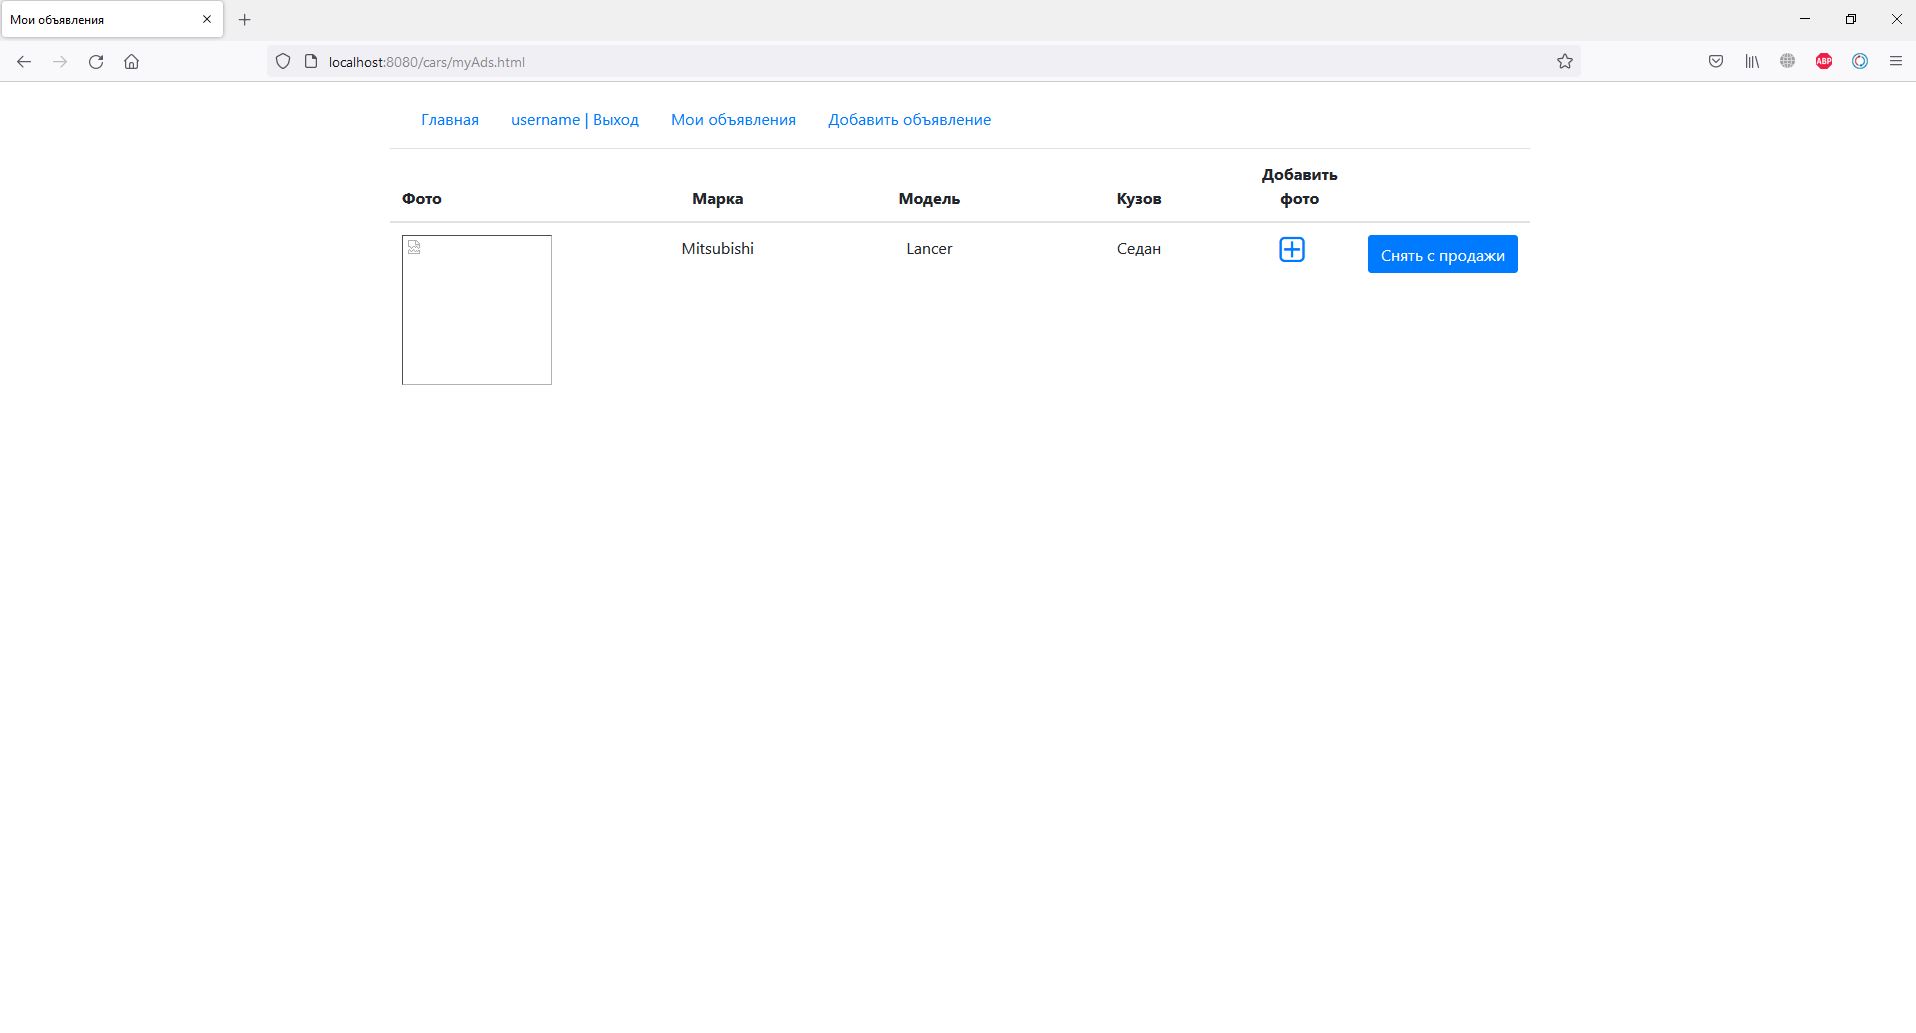 Мои объявления
localhost:8080/cars/myAds.html
ABP
Главная username | Выход Мои объявления Добавить объявление
Фото Марка Модель Кузов Добавить фото
Mitsubishi Lancer Седан Снять с продажи